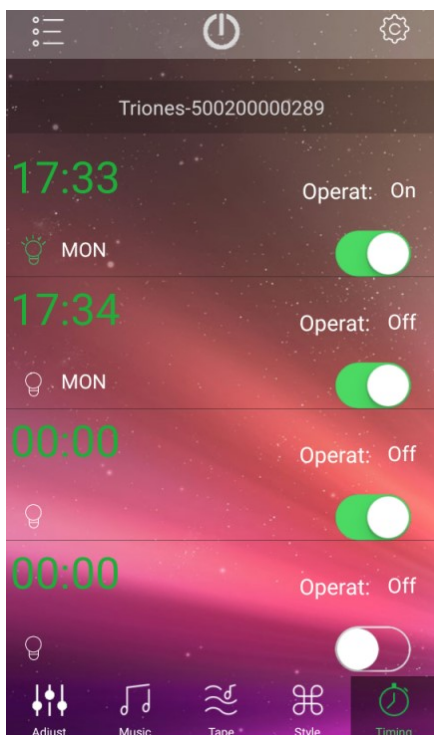 Triones-500200000289
17:33
Operat: On
MON
17:34
Operat: Off
MON
00:00
Operat: Off
00:00
Operat: Off
Adjust Music Tape Style Timing